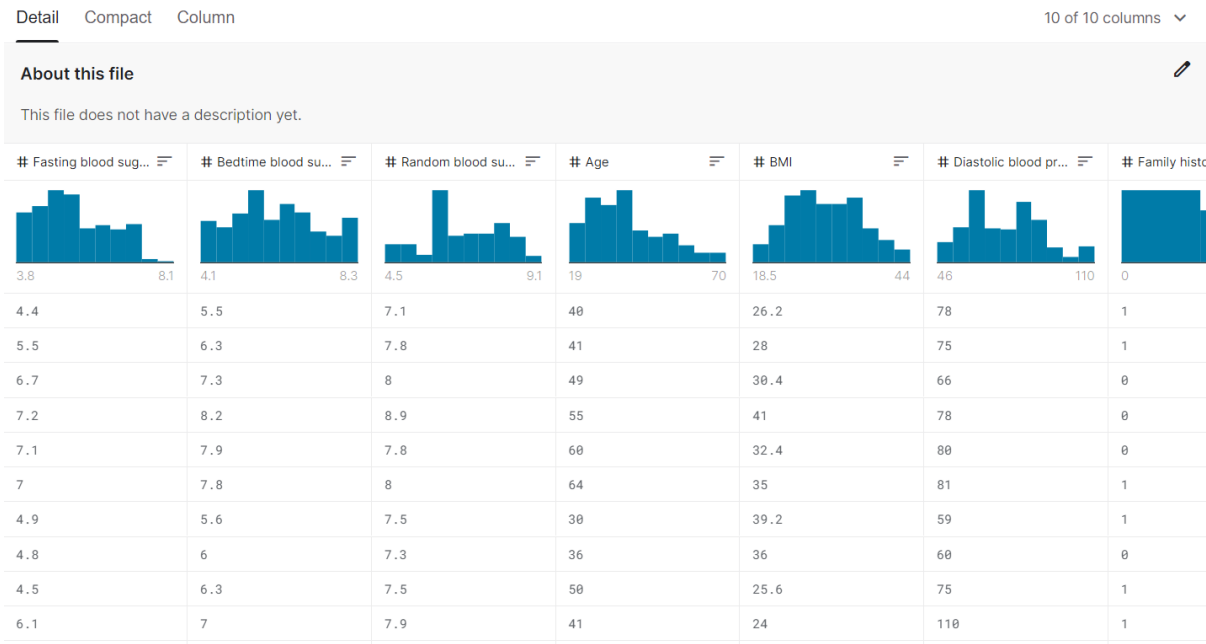 Detail Compact Column 10 of 10 columns
About this file
This file does not have a description yet.
# Fasting blood sug... # Bedtime blood su... # Random blood su... # Age # BMI # Diastolic blood pr... # Family histo
3.8 8.1 4.1 8.3 4.5 9.1 19 70 18.5 44 46 110 0
4.4 5.5 7.1 40 26.2 78 1
5.5 6.3 7.8 41 28 75 1
6.7 7.3 8 49 30.4 66 0
7.2 8.2 8.9 55 41 78 0
7.1 7.9 7.8 60 32.4 80 0
7 7.8 8 64 35 81 1
4.9 5.6 7.5 30 39.2 59 1
4.8 6 7.3 36 36 60 0
4.5 6.3 7.5 50 25.6 75 1
6.1 7 7.9 41 24 110 1